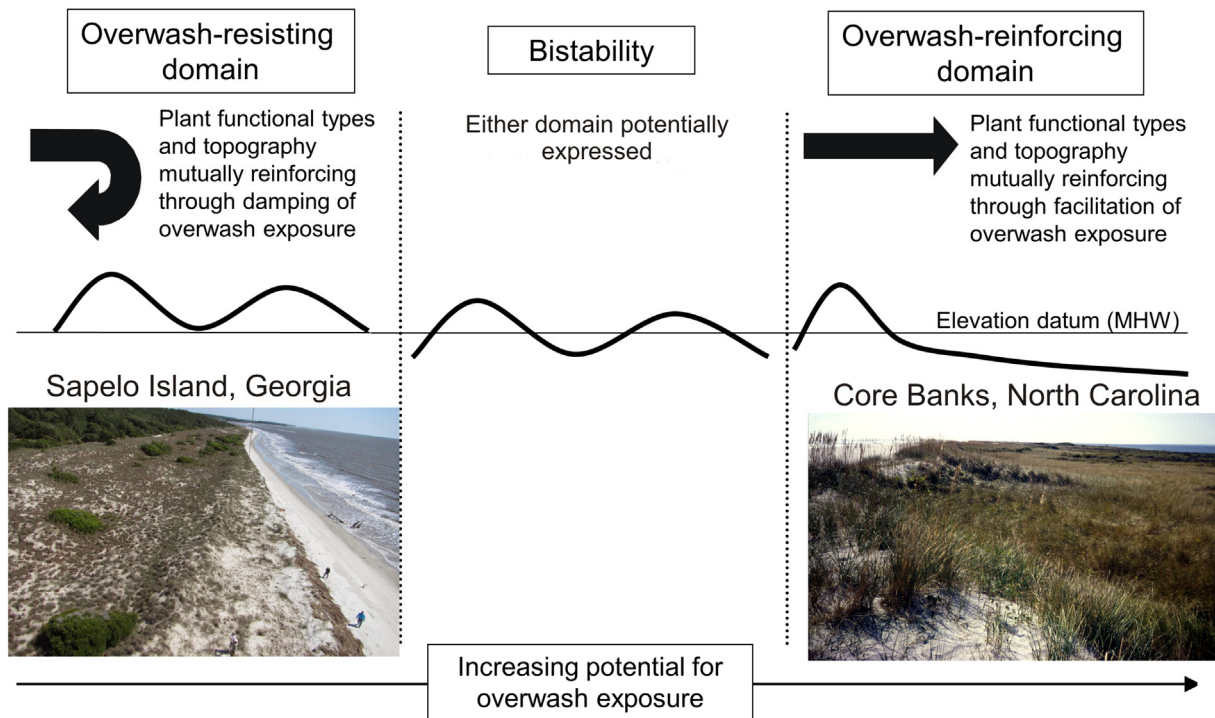 Overwash-resisting
domain
Plant functional types
and topography
mutually reinforcing
through damping of
overwash exposure
Bistability
Either domain potentially
expressed
Overwash-reinforcing
domain
Plant functional types
and topography
mutually reinforcing
through facilitation of
overwash exposure
Elevation datum (MHW)
Sapelo Island, Georgia
Core Banks, North Carolina
Increasing potential for
overwash exposure